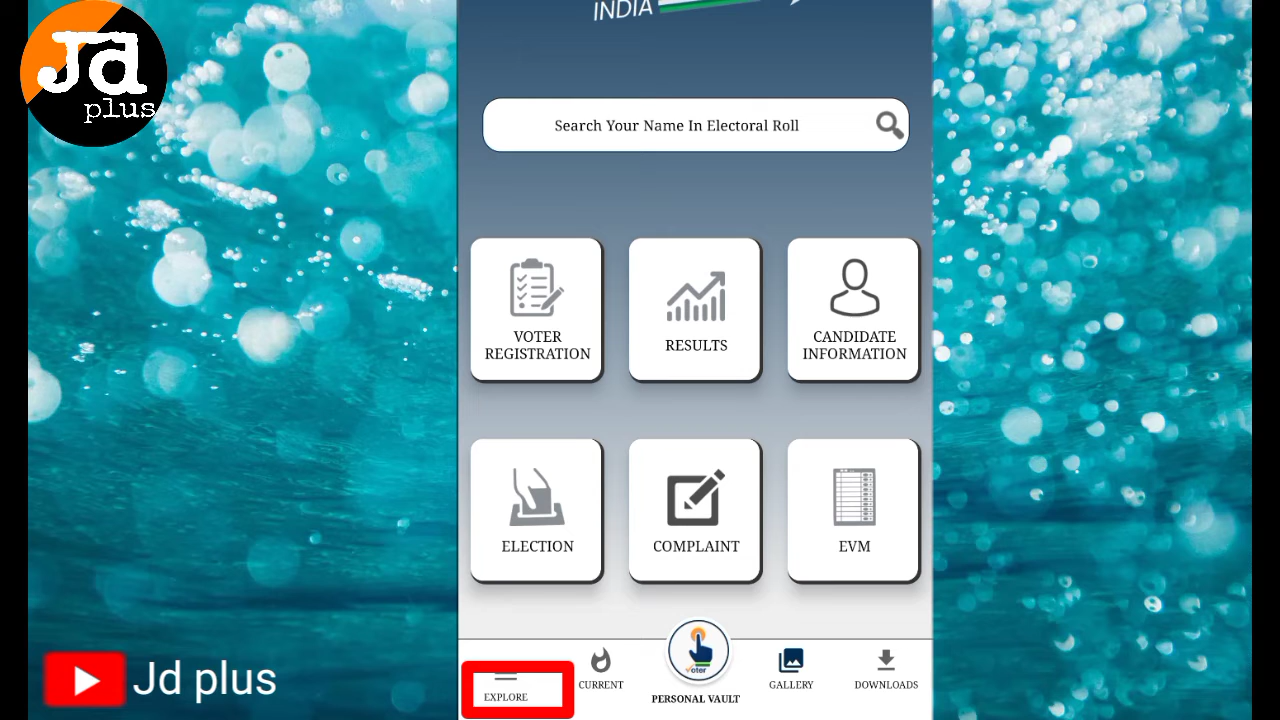 Jd
plus
INDIA
Search Your Name In Electoral Roll
VOTER
REGISTRATION
RESULTS
CANDIDATE
INFORMATION
ELECTION
COMPLAINT
EVM
EXPLORE
CURRENT
Voter
PERSONAL VAULT
GALLERY
DOWNLOADS
Jd plus